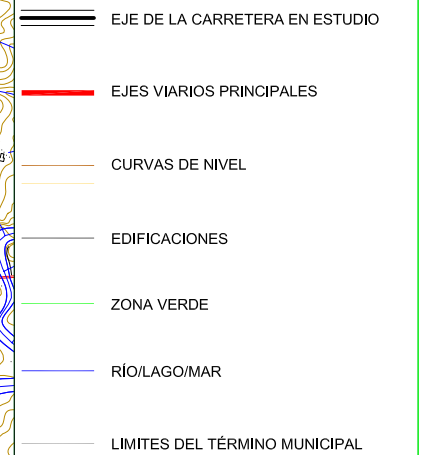 EJE DE LA CARRETERA EN ESTUDIO
EJES VIARIOS PRINCIPALES
CURVAS DE NIVEL
EDIFICACIONES
ZONA VERDE
RÍO/LAGO/MAR
LIMITES DEL TÉRMINO MUNICIPAL